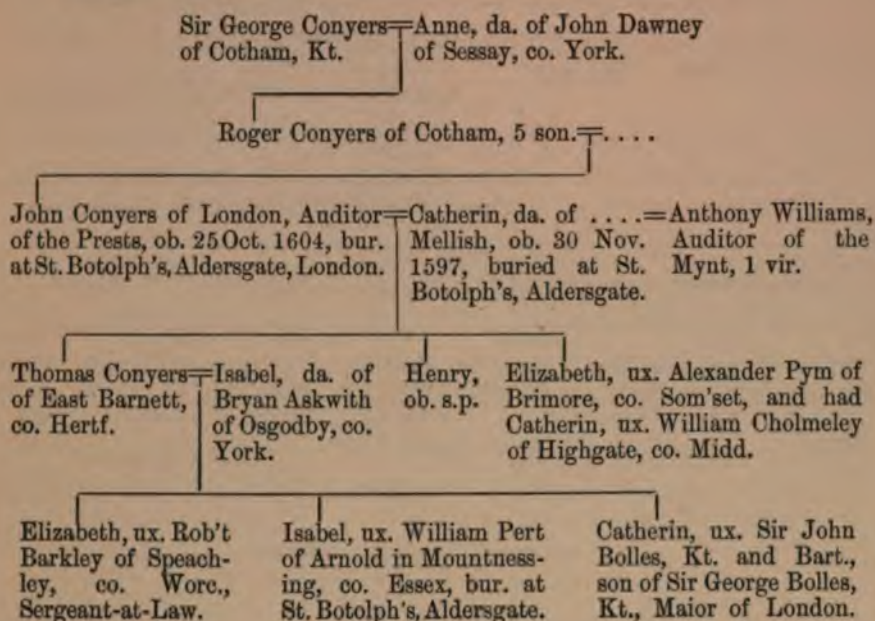 Sir George Conyers=Anne, da. of John Dawney
of Cotham, Kt. of Sessay, co. York.
Roger Conyers of Cotham, 5 son.=. . . .
John Conyers of London, Auditor=Catherin, da. of . . . .=Anthony Williams,
of the Prests, ob. 25 Oct. 1604, bur. Mellish, ob. 30 Nov. Auditor of the
at St. Botolph's, Aldersgate, London. 1597, buried at St. Mynt, 1 vir.
Botolph's, Aldersgate.
Thomas Conyers=Isabel, da. of Henry, Elizabeth, ux. Alexander Pym of
of East Barnett, Bryan Askwith ob. s.p. Brimore, co. Som'set, and had
co. Hertf. of Osgodby, co. Catherin, ux. William Cholmeley
York. of Highgate, co. Midd.
Elizabeth, ux. Rob't Isabel, ux. William Pert Catherin, ux. Sir John
Barkley of Speach- of Arnold in Mountness- Bolles, Kt. and Bart.,
ley, co. Worc., ing, co. Essex, bur. at son of Sir George Bolles,
Sergeant-at-Law. St. Botolph's, Aldersgate. Kt., Maior of London.